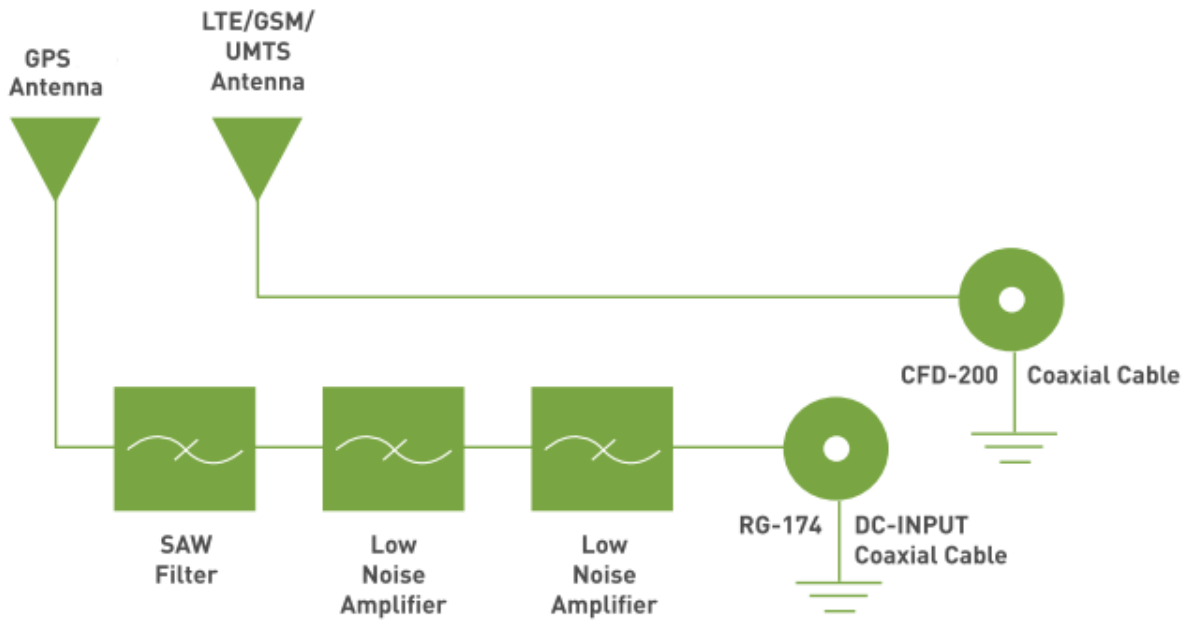 GPS
Antenna
LTE/GSM/
UMTS
Antenna
CFD-200
Coaxial Cable
RG-174
DC-INPUT
Coaxial Cable
SAW
Filter
Low
Noise
Amplifier
Low
Noise
Amplifier